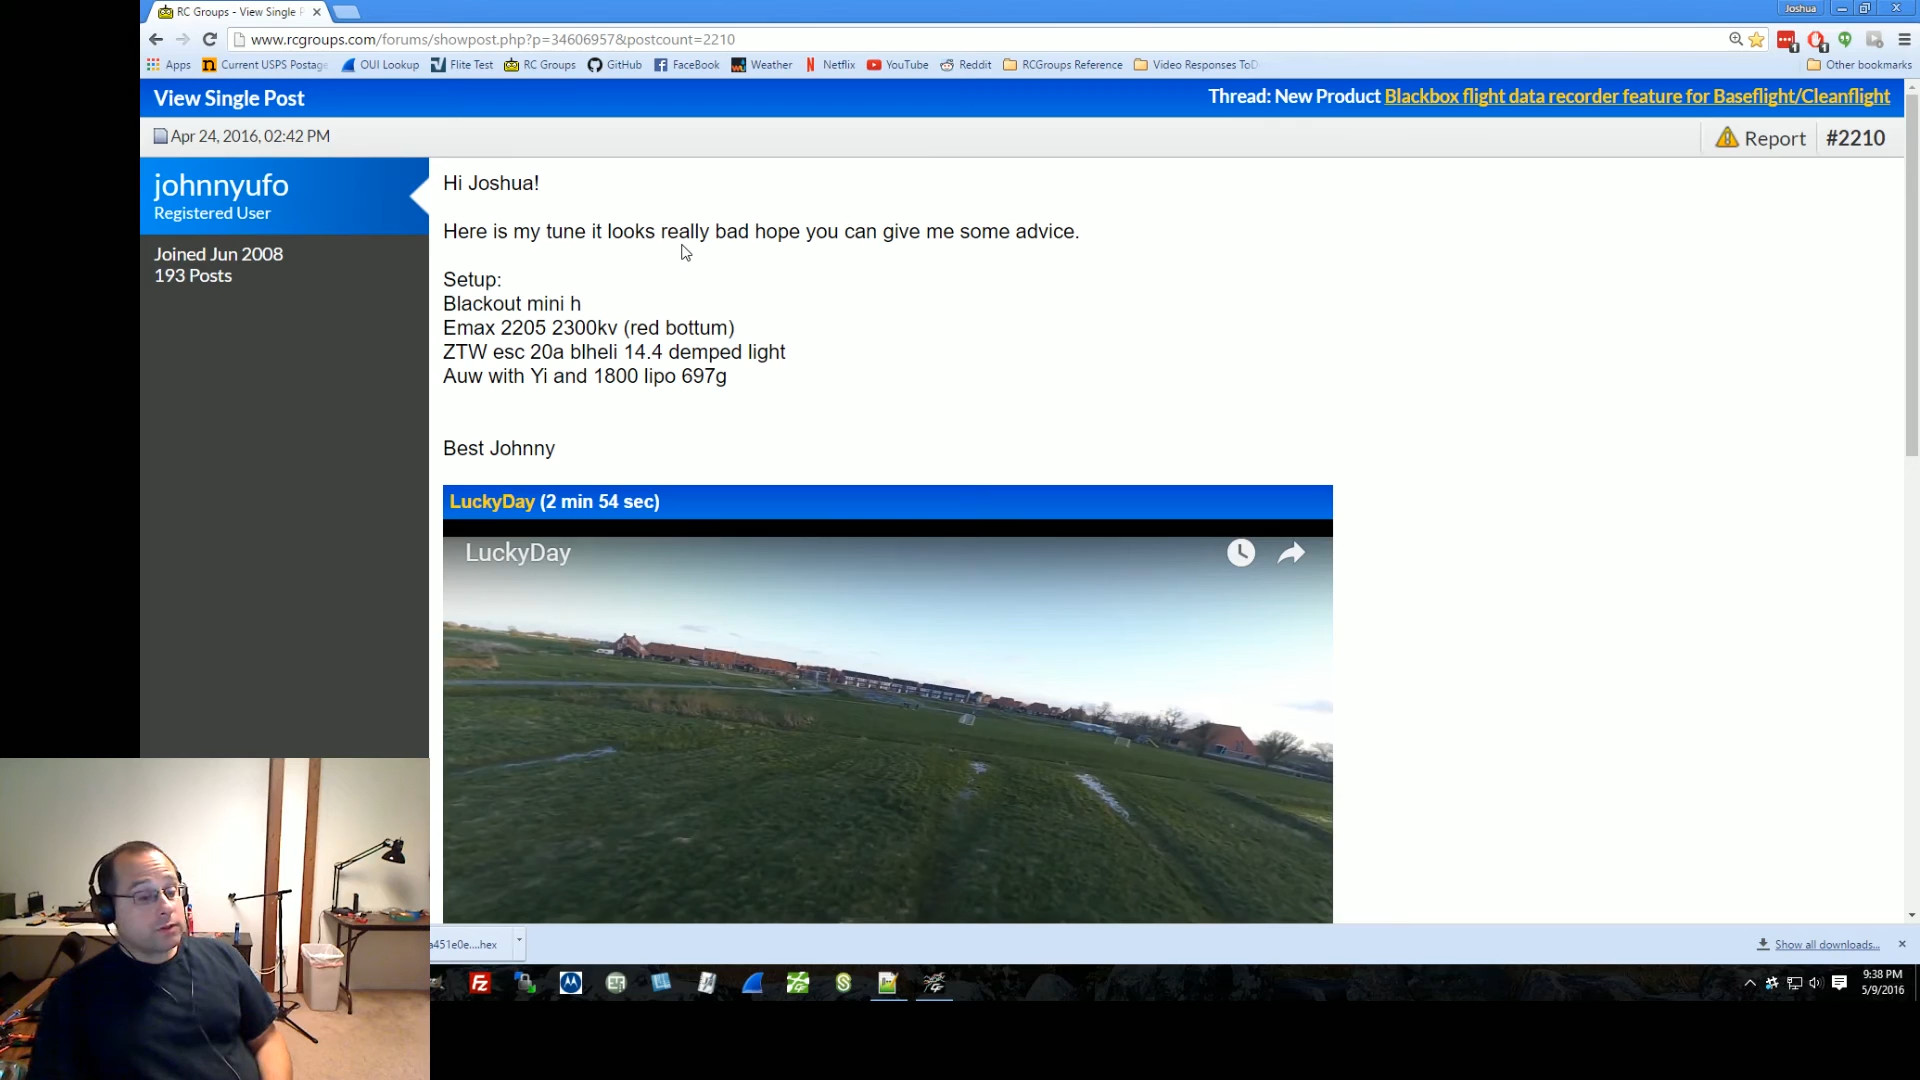 RC Groups - View Single P
Joshua
www.rcgroups.com/forums/showpost.php?p=34606957&postcount=2210
Apps
Current USPS Postage
OUI Lookup
Flite Test
RC Groups
GitHub
FaceBook
Weather
Netflix
YouTube
Reddit
RCGroups Reference
Video Responses ToD
Other bookmarks
View Single Post
Thread: New Product Blackbox flight data recorder feature for Baseflight/Cleanflight
Apr 24, 2016, 02:42 PM
Report
#2210
johnnyufo
Registered User
Joined Jun 2008
193 Posts
Hi Joshua!
Here is my tune it looks really bad hope you can give me some advice.
Setup:
Blackout mini h
Emax 2205 2300kv (red bottum)
ZTW esc 20a blheli 14.4 demped light
Auw with Yi and 1800 lipo 697g
Best Johnny
LuckyDay (2 min 54 sec)
LuckyDay
a451e0e....hex
Show all downloads...
9:38 PM
5/9/2016